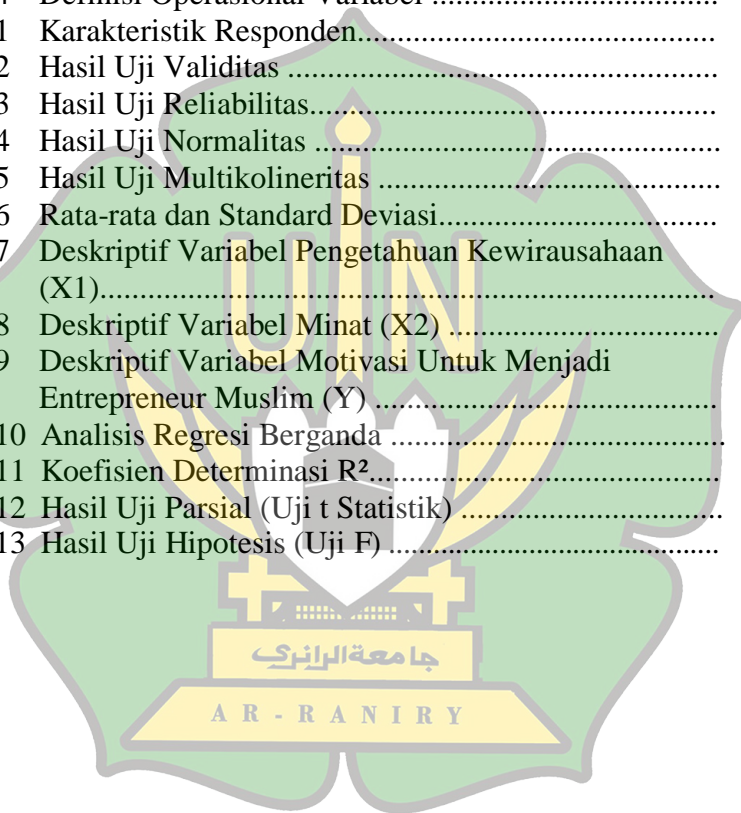 4 Definisi Operasional Variabel ......................................
1 Karakteristik Responden.............................................
2 Hasil Uji Validitas ......................................................
3 Hasil Uji Reliabilitas...................................................
4 Hasil Uji Normalitas ...................................................
5 Hasil Uji Multikolineritas ...........................................
6 Rata-rata dan Standard Deviasi...................................
7 Deskriptif Variabel Pengetahuan Kewirausahaan
(X1).............................................................................
8 Deskriptif Variabel Minat (X2) ..................................
9 Deskriptif Variabel Motivasi Untuk Menjadi
Entrepreneur Muslim (Y) ...........................................
10 Analisis Regresi Berganda ..........................................
11 Koefisien Determinasi R²............................................
12 Hasil Uji Parsial (Uji t Statistik) .................................
13 Hasil Uji Hipotesis (Uji F) ..........................................
UIN
جامعةالرانري
AR-RANIRY